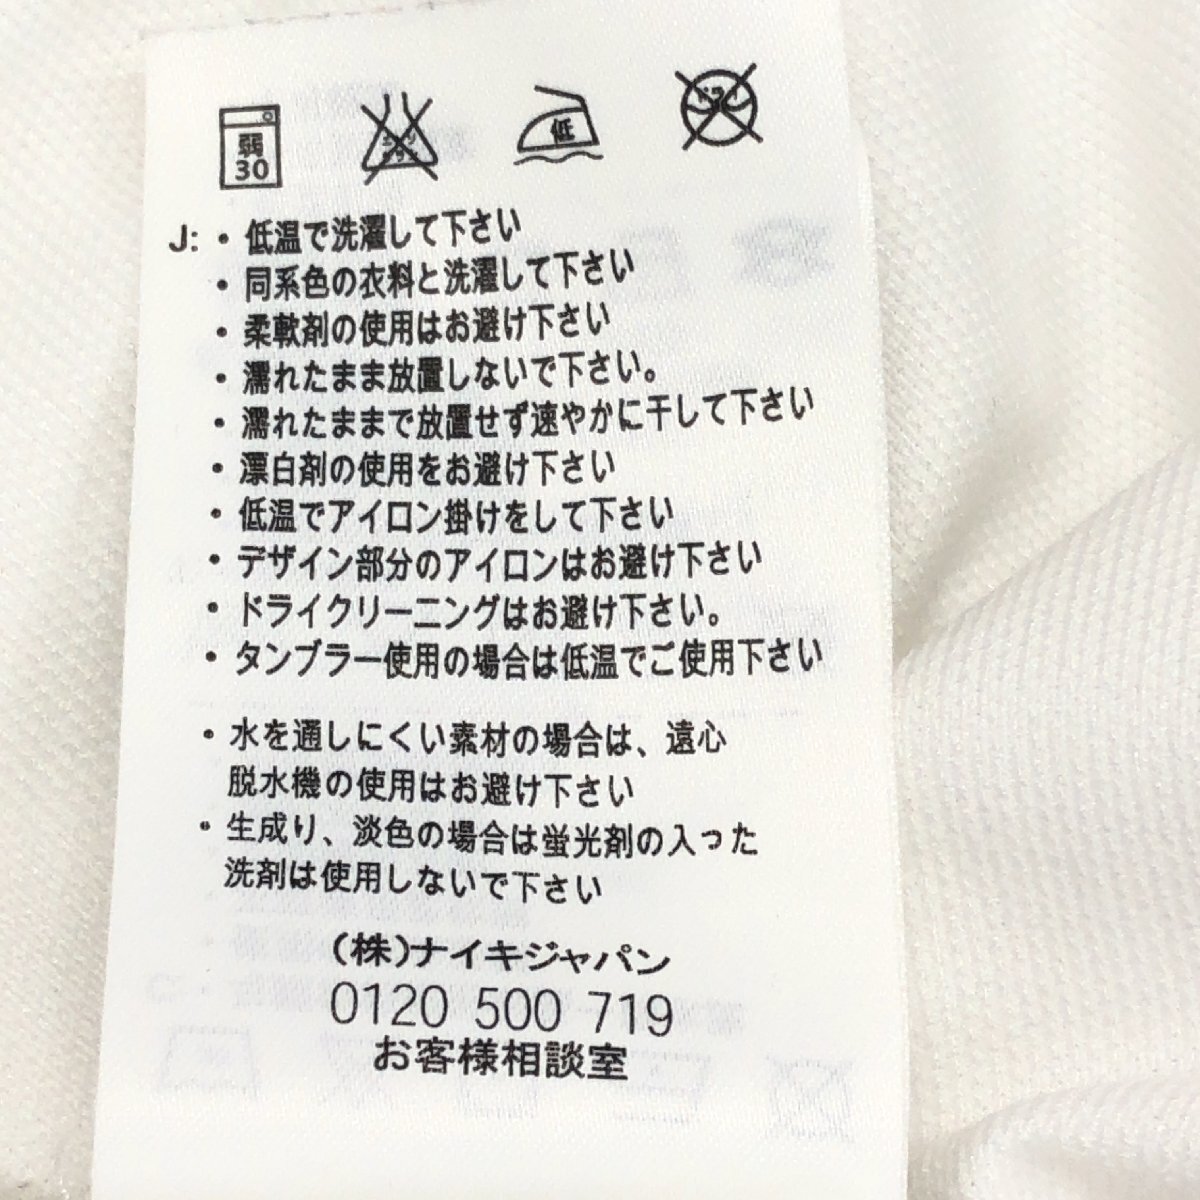 弱
30
低
ドライ
J: ・低温で洗濯して下さい
・同系色の衣料と洗濯して下さい
・柔軟剤の使用はお避け下さい
・濡れたまま放置しないで下さい。
・濡れたままで放置せず速やかに干して下さい
・漂白剤の使用をお避け下さい
・低温でアイロン掛けをして下さい
・デザイン部分のアイロンはお避け下さい
・ドライクリーニングはお避け下さい。
・タンブラー使用の場合は低温でご使用下さい
・水を通しにくい素材の場合は、遠心
脱水機の使用はお避け下さい
・生成り、淡色の場合は蛍光剤の入った
洗剤は使用しないで下さい
(株)ナイキジャパン
0120 500 719
お客様相談室